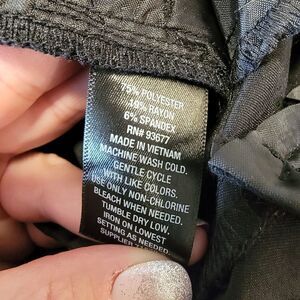 75% POLYESTER
19% RAYON
6% SPANDEX
RN# 93677
MADE IN VIETNAM
MACHINE WASH COLD.
GENTLE CYCLE
WITH LIKE COLORS.
USE ONLY NON-CHLORINE
BLEACH WHEN NEEDED.
TUMBLE DRY LOW.
IRON ON LOWEST
SETTING AS NEEDED.
SUPPLIER